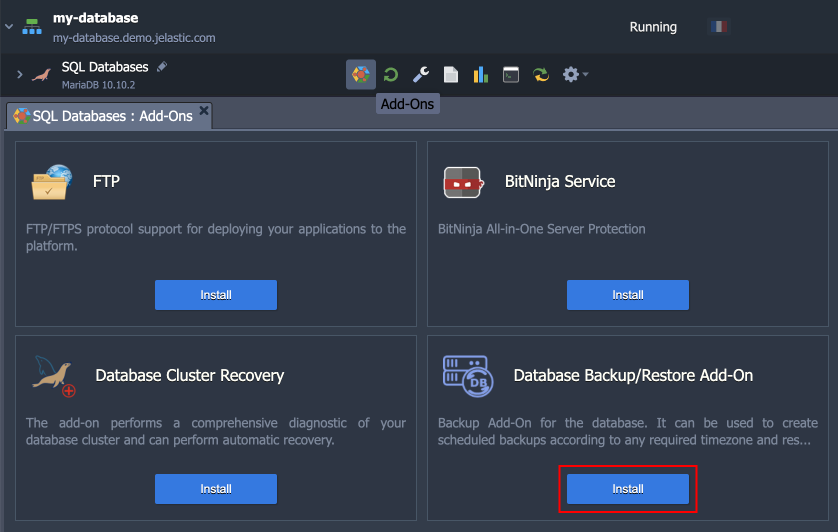 my-database
my-database.demo.jelastic.com
Running
SQL Databases
MariaDB 10.10.2
Add-Ons
SQL Databases : Add-Ons
FTP
FTP/FTPS protocol support for deploying your applications to the
platform.
Install
BitNinja Service
BitNinja All-in-One Server Protection
Install
Database Cluster Recovery
The add-on performs a comprehensive diagnostic of your
database cluster and can perform automatic recovery.
Install
DB
Database Backup/Restore Add-On
Backup Add-On for the database. It can be used to create
scheduled backups according to any required timezone and res...
Install